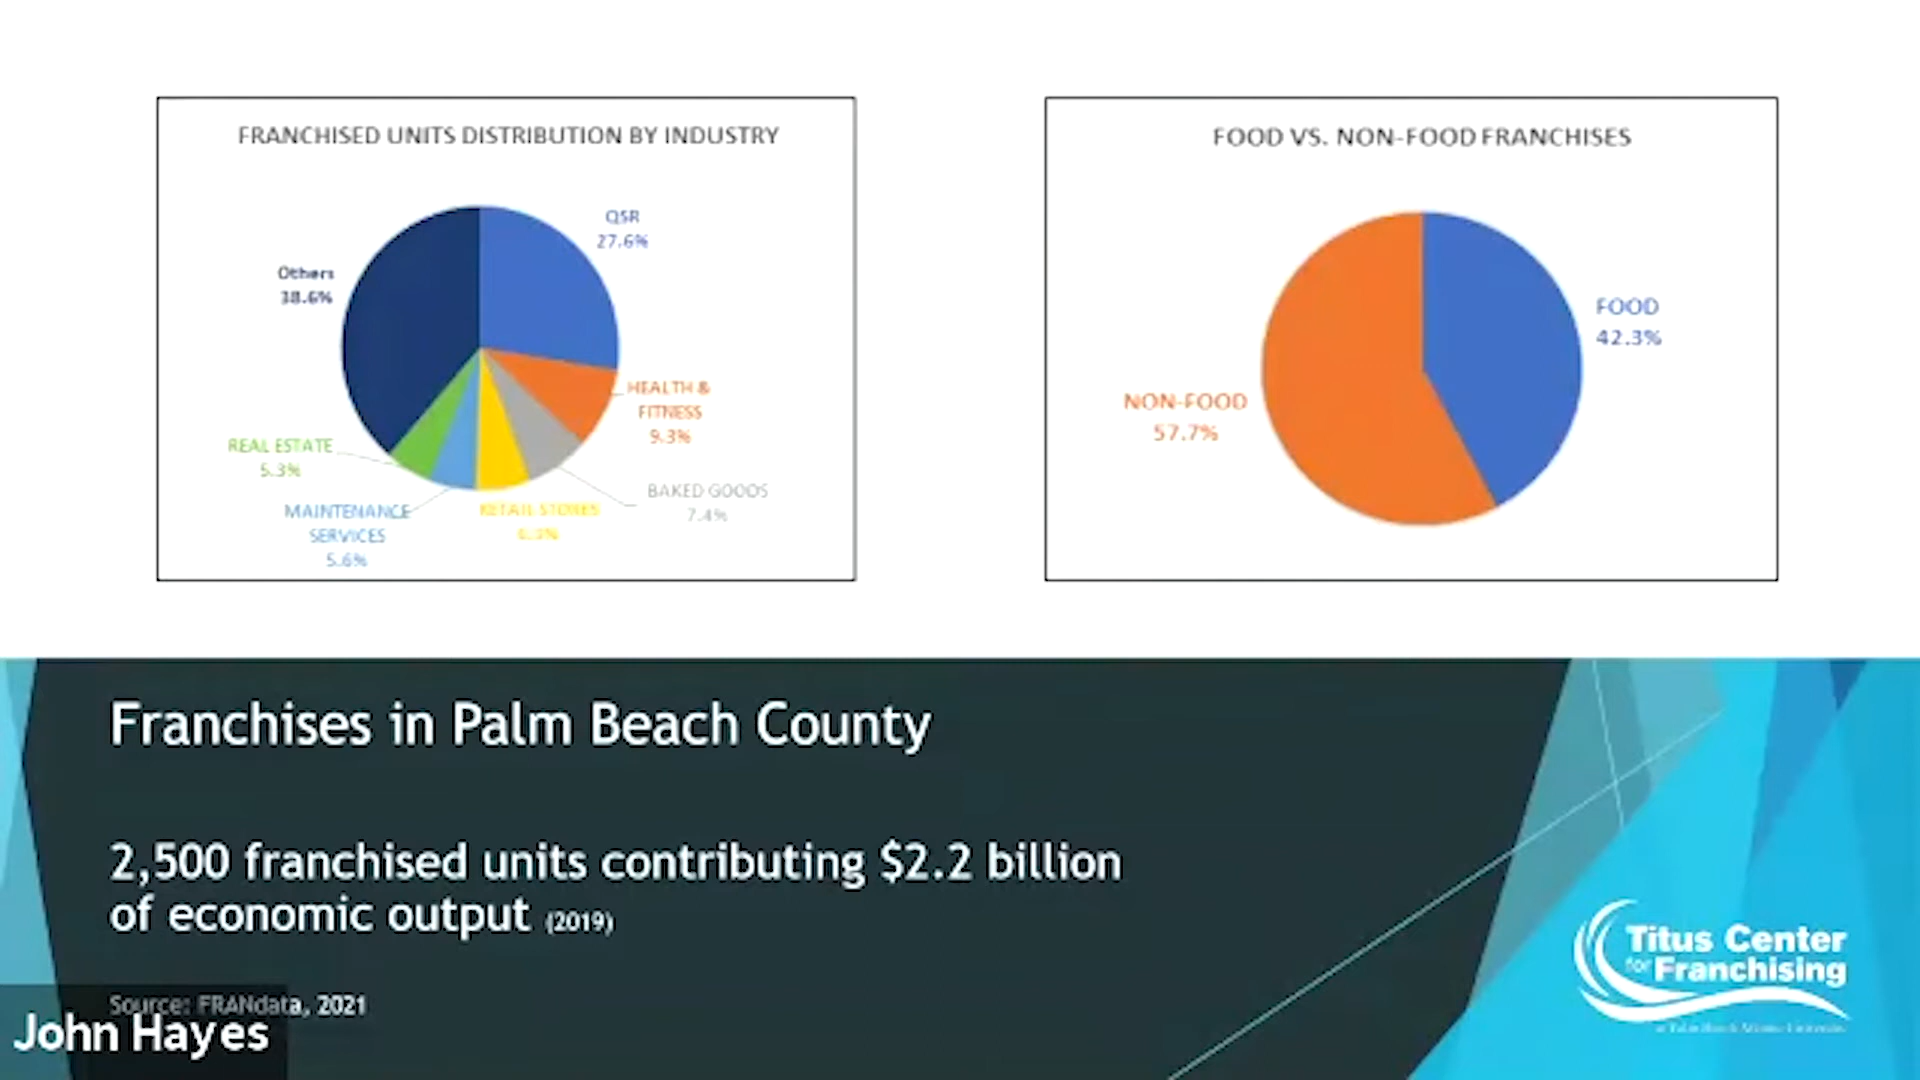 FRANCHISED UNITS DISTRIBUTION BY INDUSTRY
QSR
27.6%
Others
38.6%
HEALTH &
FITNESS
9.3%
REAL ESTATE
5.3%
BAKED GOODS
7.4%
MAINTENANCE
SERVICES
5.6%
RETAIL STORES
FOOD VS. NON-FOOD FRANCHISES
FOOD
42.3%
NON-FOOD
57.7%
Franchises in Palm Beach County
2,500 franchised units contributing $2.2 billion
of economic output (2019)
Source: FRANdata, 2021
John Hayes
Titus Center
for Franchising